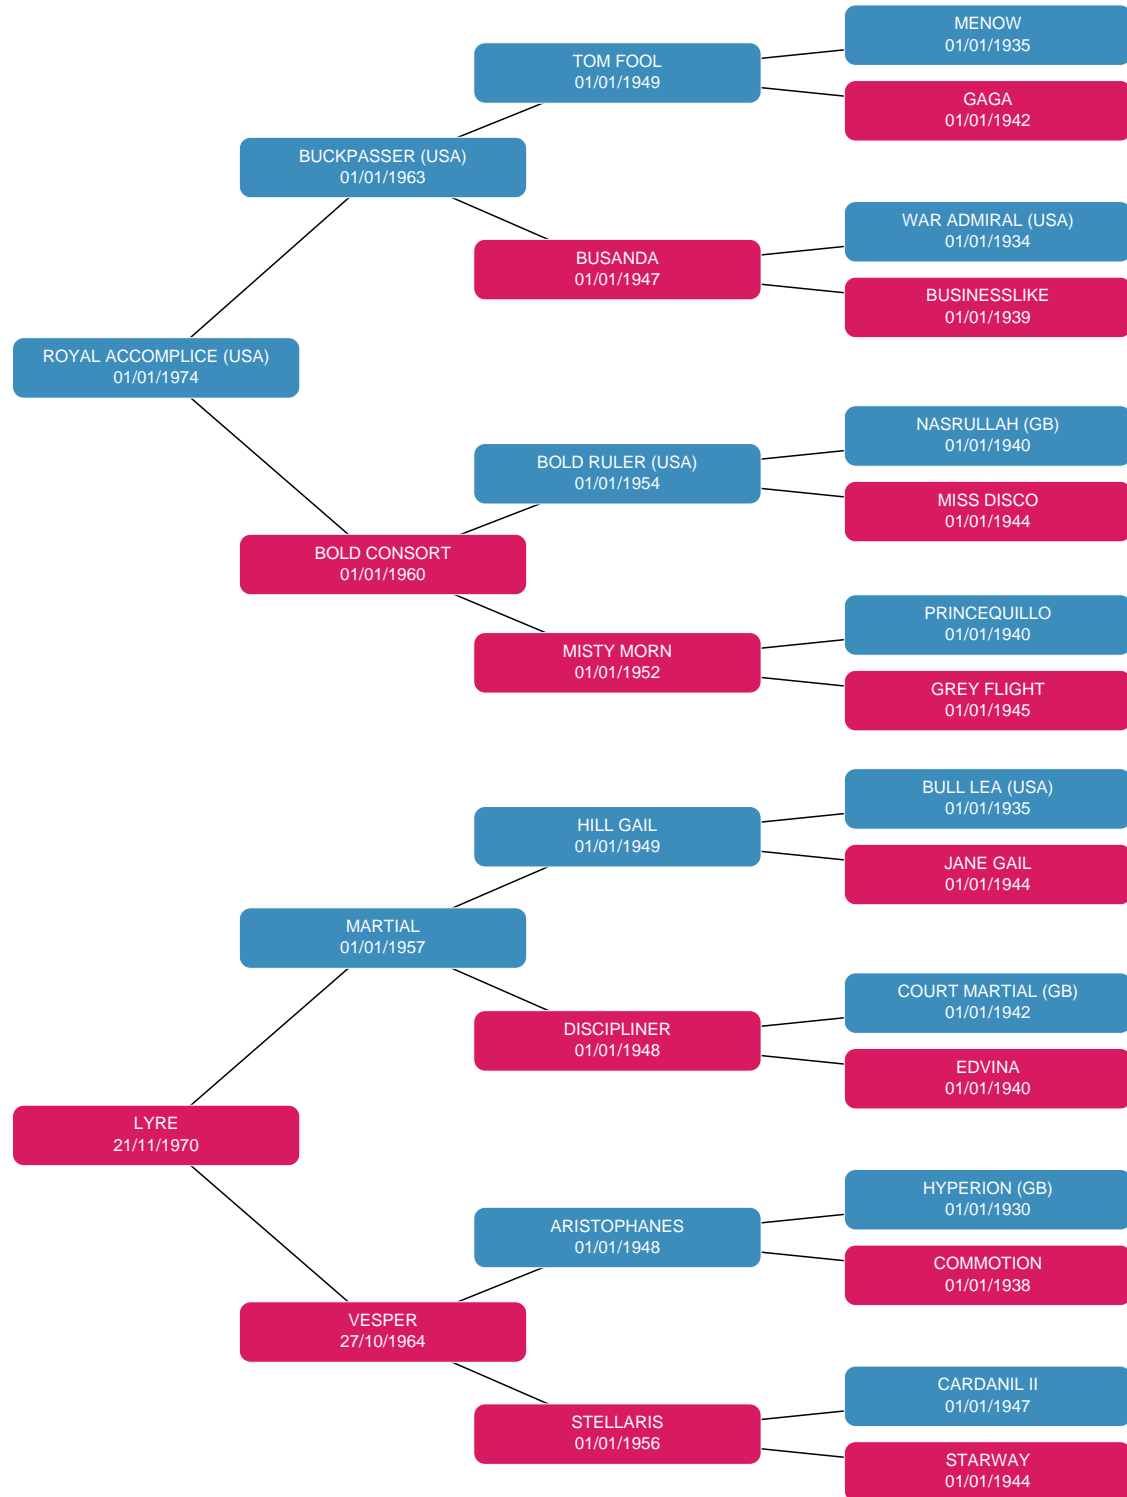 MENOW
01/01/1935
TOM FOOL
01/01/1949
GAGA
01/01/1942
BUCKPASSER (USA)
01/01/1963
WAR ADMIRAL (USA)
01/01/1934
BUSANDA
01/01/1947
BUSINESSLIKE
01/01/1939
ROYAL ACCOMPLICE (USA)
01/01/1974
NASRULLAH (GB)
01/01/1940
BOLD RULER (USA)
01/01/1954
MISS DISCO
01/01/1944
BOLD CONSORT
01/01/1960
PRINCEQUILLO
01/01/1940
MISTY MORN
01/01/1952
GREY FLIGHT
01/01/1945
BULL LEA (USA)
01/01/1935
HILL GAIL
01/01/1949
JANE GAIL
01/01/1944
MARTIAL
01/01/1957
COURT MARTIAL (GB)
01/01/1942
DISCIPLINER
01/01/1948
EDVINA
01/01/1940
LYRE
21/11/1970
HYPERION (GB)
01/01/1930
ARISTOPHANES
01/01/1948
COMMOTION
01/01/1938
VESPER
27/10/1964
CARDANIL II
01/01/1947
STELLARIS
01/01/1956
STARWAY
01/01/1944